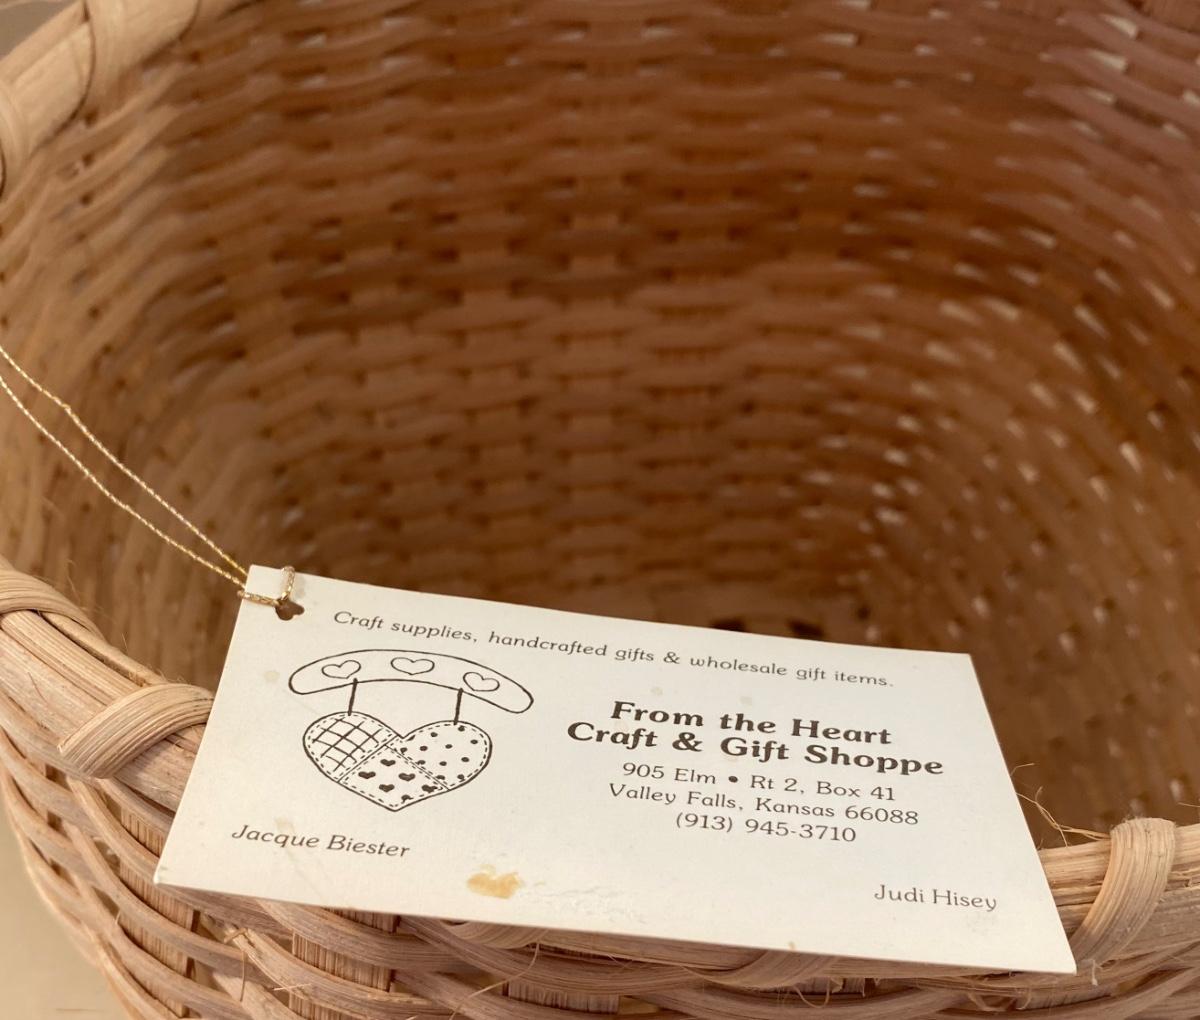 Craft supplies, handcrafted gifts & wholesale gift items.
From the Heart
Craft & Gift Shoppe
905 Elm • Rt 2, Box 41
Valley Falls, Kansas 66088
(913) 945-3710
Jacque Biester
Judi Hisey